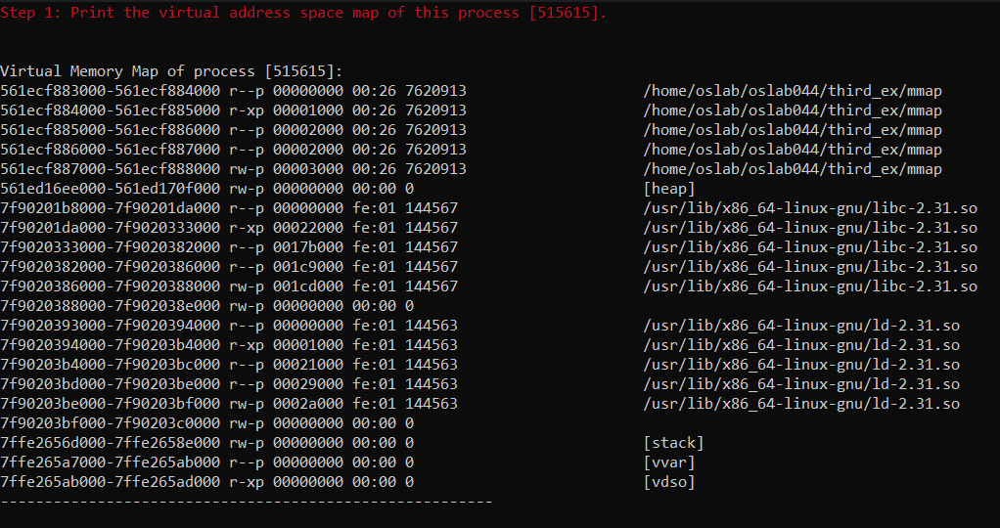 Step 1: Print the virtual address space map of this process [515615].
Virtual Memory Map of process [515615]:
561ecf883000-561ecf884000 r--p 00000000 00:26 7620913 /home/oslab/oslab044/third_ex/mmap
561ecf884000-561ecf885000 r-xp 00001000 00:26 7620913 /home/oslab/oslab044/third_ex/mmap
561ecf885000-561ecf886000 r--p 00002000 00:26 7620913 /home/oslab/oslab044/third_ex/mmap
561ecf886000-561ecf887000 r--p 00002000 00:26 7620913 /home/oslab/oslab044/third_ex/mmap
561ecf887000-561ecf888000 rw-p 00003000 00:26 7620913 /home/oslab/oslab044/third_ex/mmap
561ed16ee000-561ed170f000 rw-p 00000000 00:00 0 [heap]
7f90201b8000-7f90201da000 r--p 00000000 fe:01 144567 /usr/lib/x86_64-linux-gnu/libc-2.31.so
7f90201da000-7f9020333000 r-xp 00022000 fe:01 144567 /usr/lib/x86_64-linux-gnu/libc-2.31.so
7f9020333000-7f9020382000 r--p 0017b000 fe:01 144567 /usr/lib/x86_64-linux-gnu/libc-2.31.so
7f9020382000-7f9020386000 r--p 001c9000 fe:01 144567 /usr/lib/x86_64-linux-gnu/libc-2.31.so
7f9020386000-7f9020388000 rw-p 001cd000 fe:01 144567 /usr/lib/x86_64-linux-gnu/libc-2.31.so
7f9020388000-7f902038e000 rw-p 00000000 00:00 0
7f9020393000-7f9020394000 r--p 00000000 fe:01 144563 /usr/lib/x86_64-linux-gnu/ld-2.31.so
7f9020394000-7f90203b4000 r-xp 00001000 fe:01 144563 /usr/lib/x86_64-linux-gnu/ld-2.31.so
7f90203b4000-7f90203bc000 r--p 00021000 fe:01 144563 /usr/lib/x86_64-linux-gnu/ld-2.31.so
7f90203bd000-7f90203be000 r--p 00029000 fe:01 144563 /usr/lib/x86_64-linux-gnu/ld-2.31.so
7f90203be000-7f90203bf000 rw-p 0002a000 fe:01 144563 /usr/lib/x86_64-linux-gnu/ld-2.31.so
7f90203bf000-7f90203c0000 rw-p 00000000 00:00 0
7ffe2656d000-7ffe2658e000 rw-p 00000000 00:00 0 [stack]
7ffe265a7000-7ffe265ab000 r--p 00000000 00:00 0 [vvar]
7ffe265ab000-7ffe265ad000 r-xp 00000000 00:00 0 [vdso]
--------------------------------------------------------